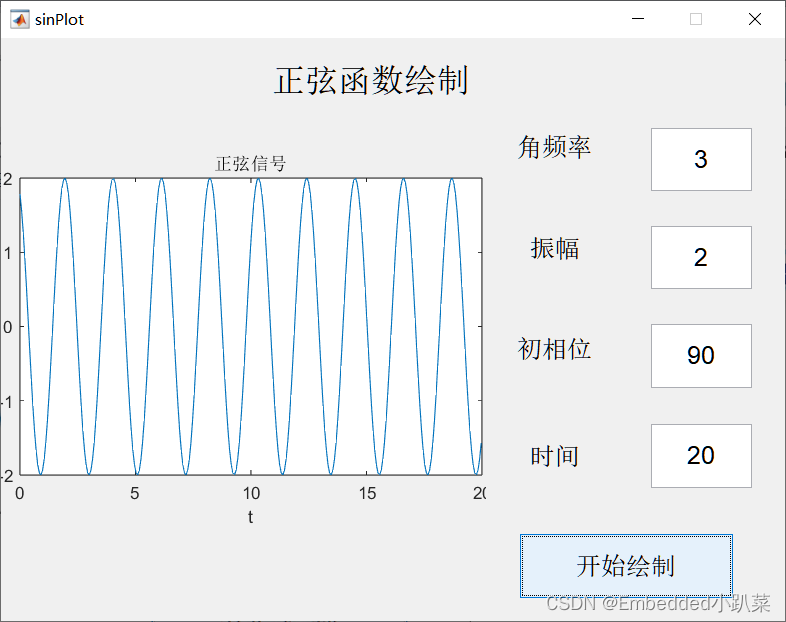 sinPlot
正弦函数绘制
正弦信号
2
1
0
-1
-2
0 5 10 15 20
t
角频率 3
振幅 2
初相位 90
时间 20
开始绘制
CSDN @Embedded小趴菜